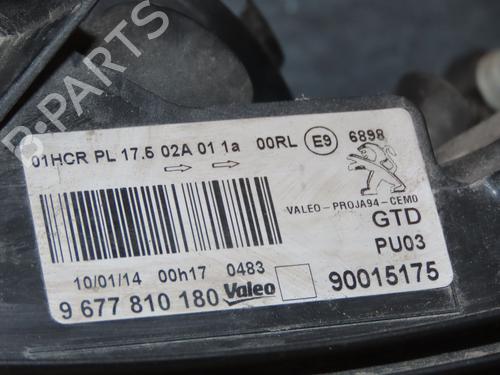 B-PARTS
01HCR PL 17.5 02A 01 1a 00RL E9 6898
VALEO-PROJA94-CEMO
GTD
PU03
10/01/14 00h17 0483
9 677 810 180 Valeo 90015175